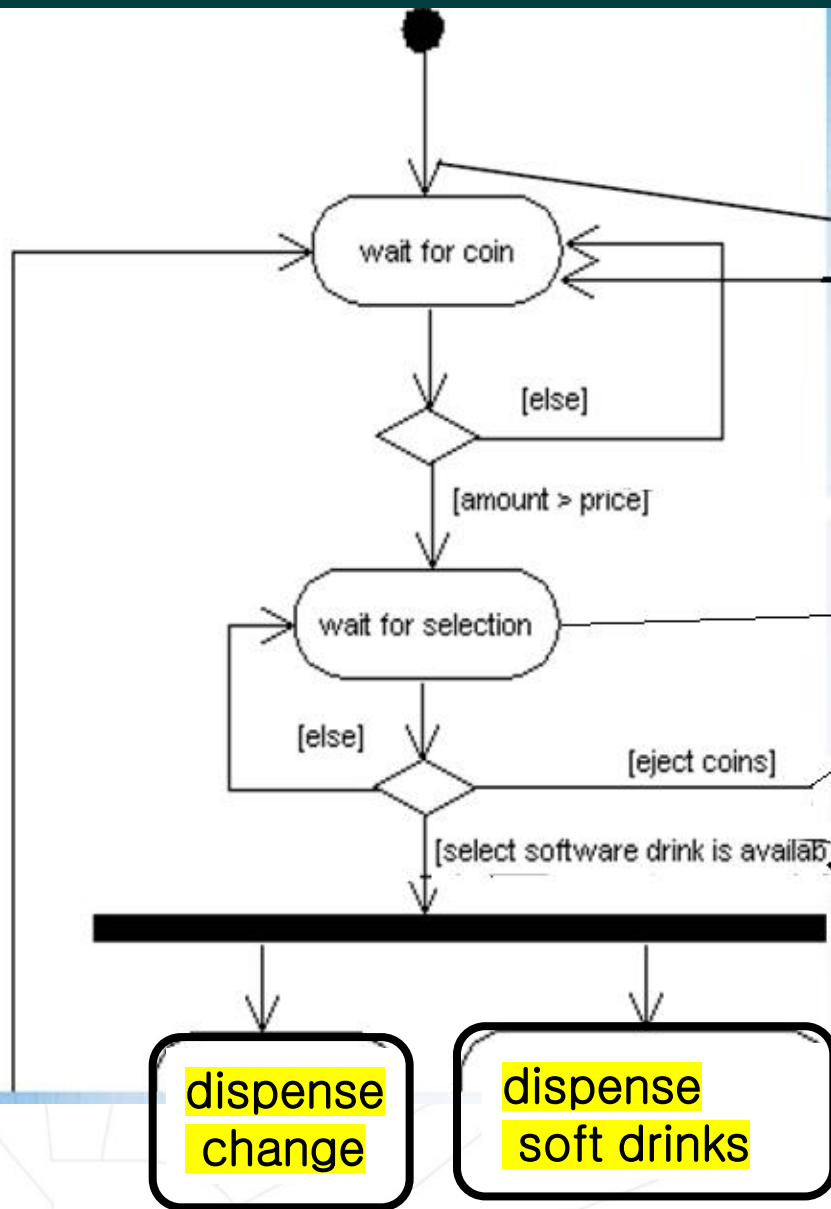 wait for coin
[else]
[amount > price]
wait for selection
[else]
[eject coins]
[select software drink is availab
dispense
change
dispense
soft drinks